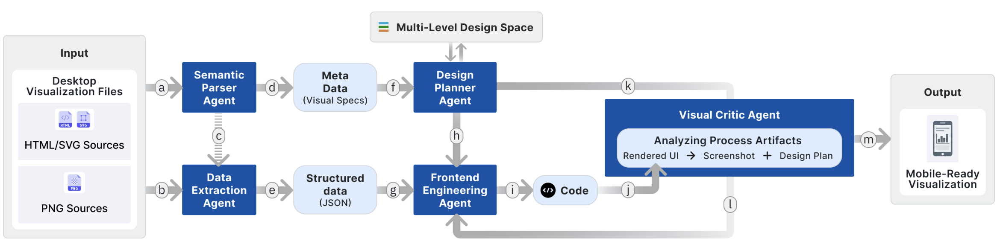 Input
Desktop
Visualization Files
HTML
SVG
HTML/SVG Sources
PNG
PNG Sources
a
b
Semantic
Parser
Agent
c
Data
Extraction
Agent
d
e
Meta
Data
(Visual Specs)
Structured
data
(JSON)
f
g
Multi-Level Design Space
Design
Planner
Agent
h
Frontend
Engineering
Agent
i
Code
j
k
Visual Critic Agent
Analyzing Process Artifacts
Rendered UI → Screenshot + Design Plan
l
m
Output
Mobile-Ready
Visualization